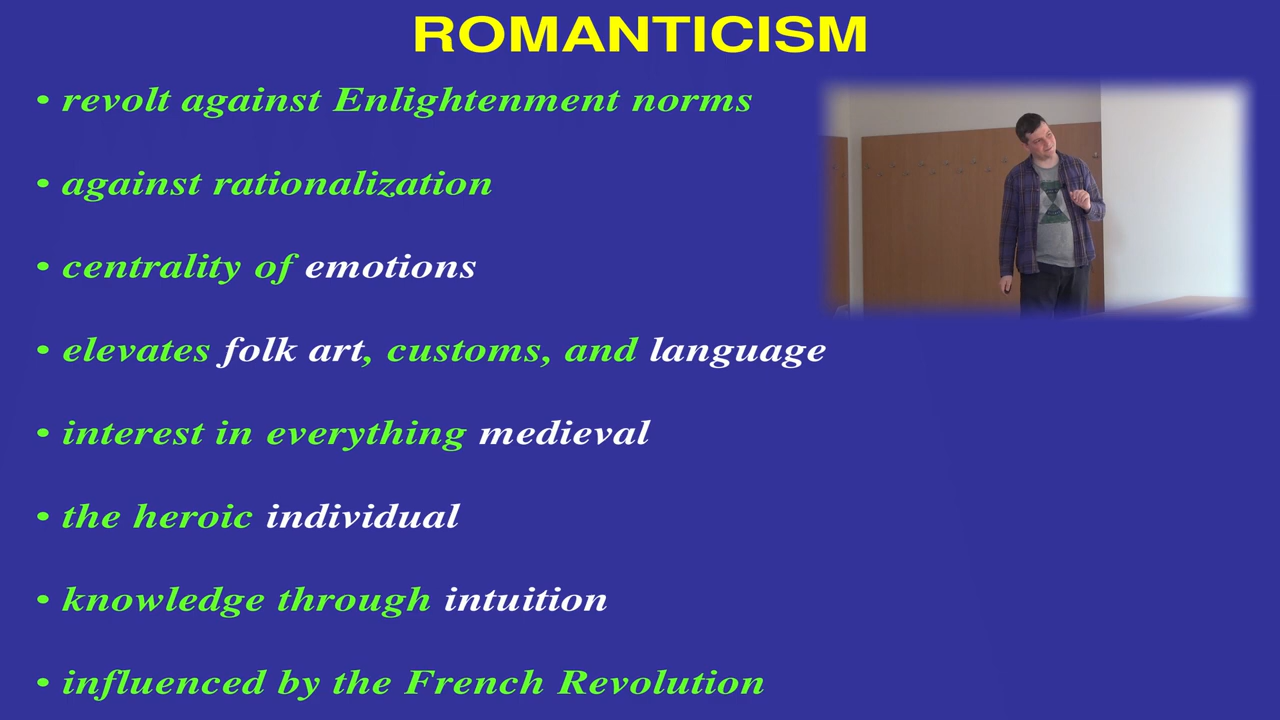 ROMANTICISM
• revolt against Enlightenment norms
• against rationalization
• centrality of emotions
• elevates folk art, customs, and language
• interest in everything medieval
• the heroic individual
• knowledge through intuition
• influenced by the French Revolution